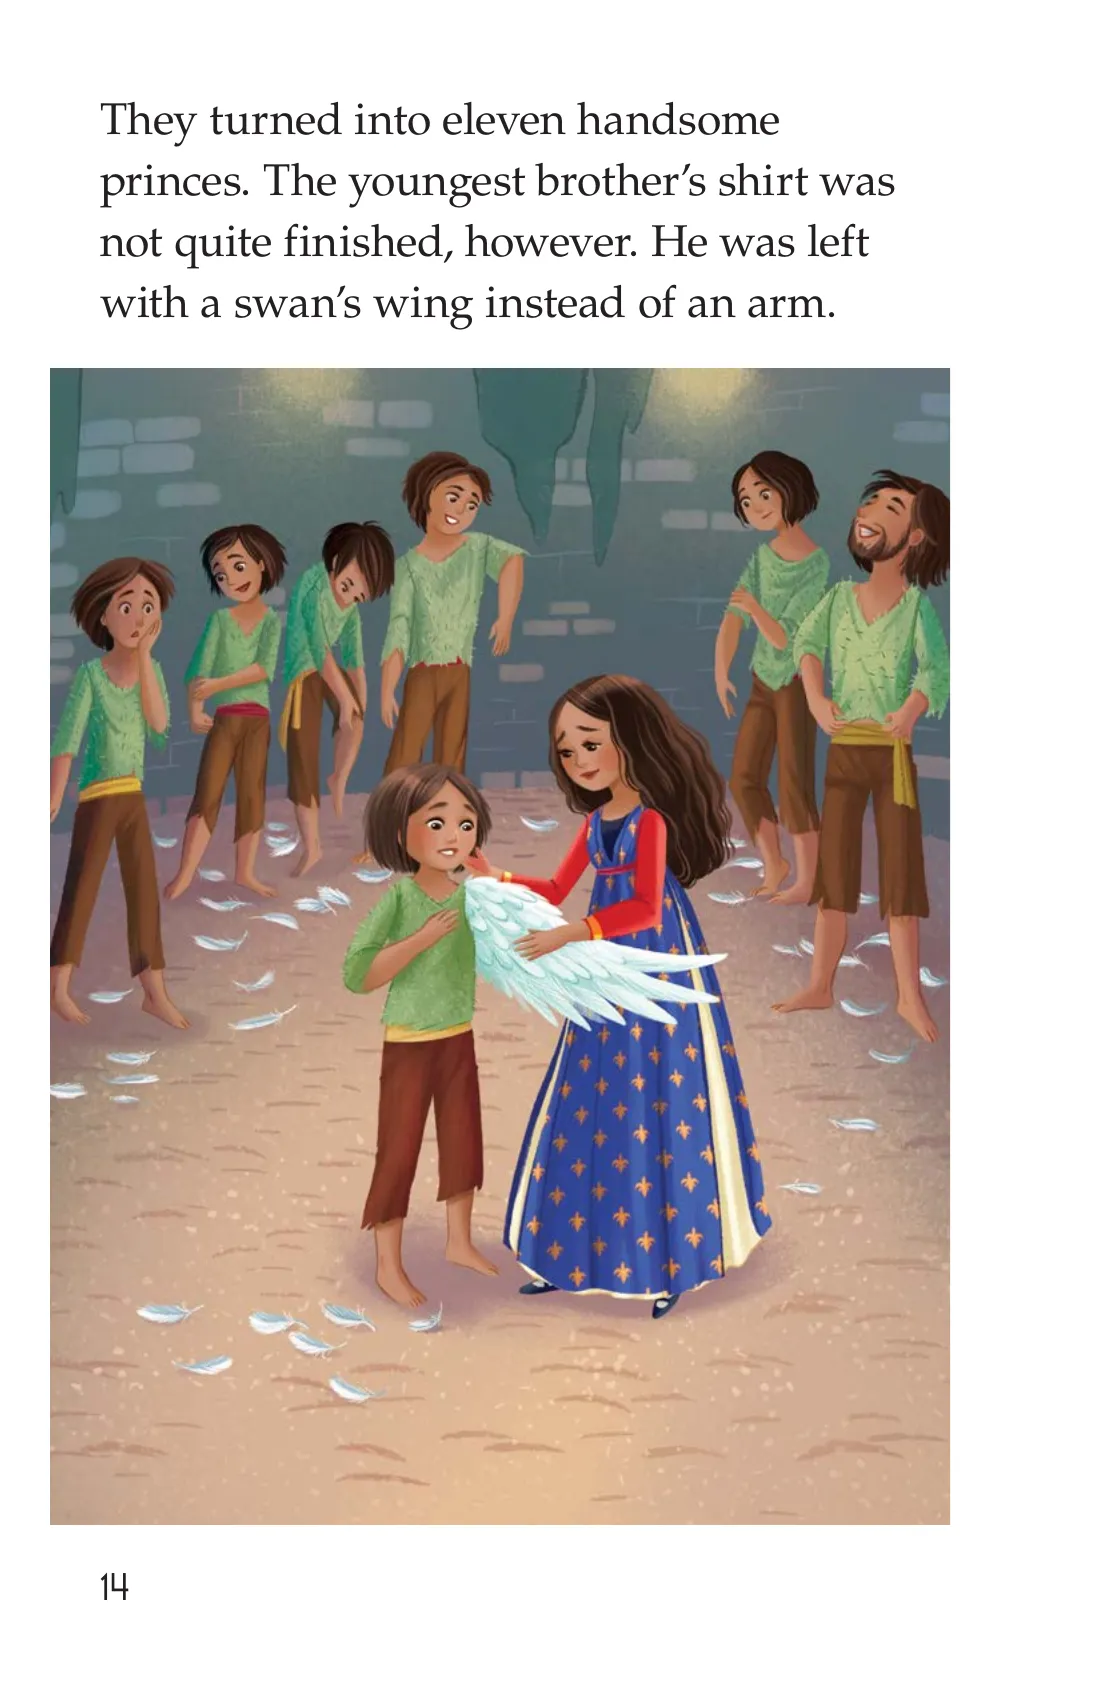 They turned into eleven handsome
princes. The youngest brother’s shirt was
not quite finished, however. He was left
with a swan’s wing instead of an arm.
14